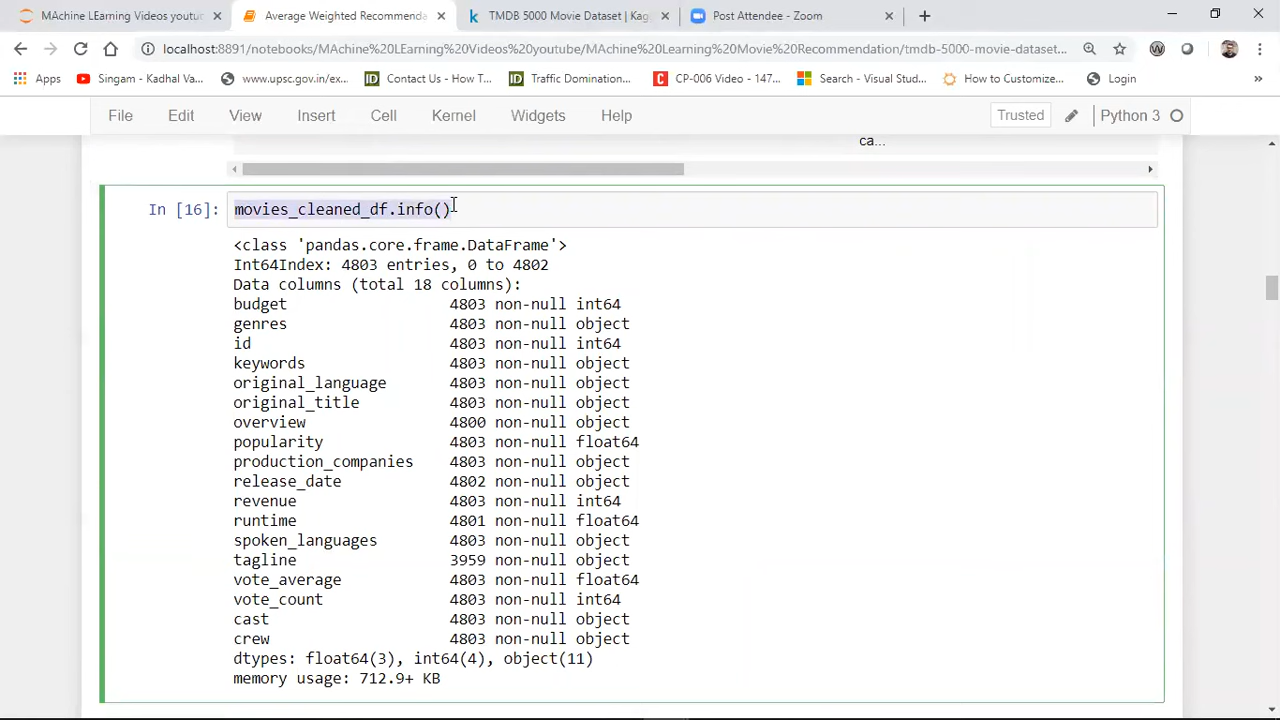 MAchine LEarning Videos youtu
Average Weighted Recommenda
TMDB 5000 Movie Dataset | Kag
Post Attendee - Zoom
localhost:8891/notebooks/MAchine%20LEarning%20Videos%20youtube/MAchine%20Learning%20Movie%20Recommendation/tmdb-5000-movie-dataset...
Apps
Singam - Kadhal Va...
www.upsc.gov.in/ex...
Contact Us - How T...
Traffic Domination...
CP-006 Video - 147...
Search - Visual Stud...
How to Customize...
Login
»
File Edit View Insert Cell Kernel Widgets Help
Trusted
Python 3
ca...
In [16]: movies_cleaned_df.info()
<class 'pandas.core.frame.DataFrame'>
Int64Index: 4803 entries, 0 to 4802
Data columns (total 18 columns):
budget 4803 non-null int64
genres 4803 non-null object
id 4803 non-null int64
keywords 4803 non-null object
original_language 4803 non-null object
original_title 4803 non-null object
overview 4800 non-null object
popularity 4803 non-null float64
production_companies 4803 non-null object
release_date 4802 non-null object
revenue 4803 non-null int64
runtime 4801 non-null float64
spoken_languages 4803 non-null object
tagline 3959 non-null object
vote_average 4803 non-null float64
vote_count 4803 non-null int64
cast 4803 non-null object
crew 4803 non-null object
dtypes: float64(3), int64(4), object(11)
memory usage: 712.9+ KB